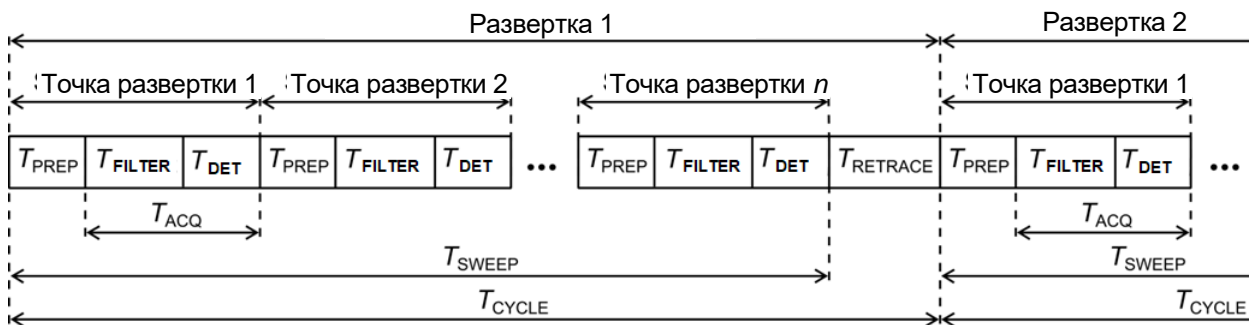 Развертка 1 Развертка 2
Точка развертки 1 Точка развертки 2 Точка развертки n Точка развертки 1
TPREP TFILTER TDET TPREP TFILTER TDET ••• TPREP TFILTER TDET TRETRACE TPREP TFILTER TDET •••
TACQ TACQ
TSWEEP TSWEEP
TCYCLE TCYCLE